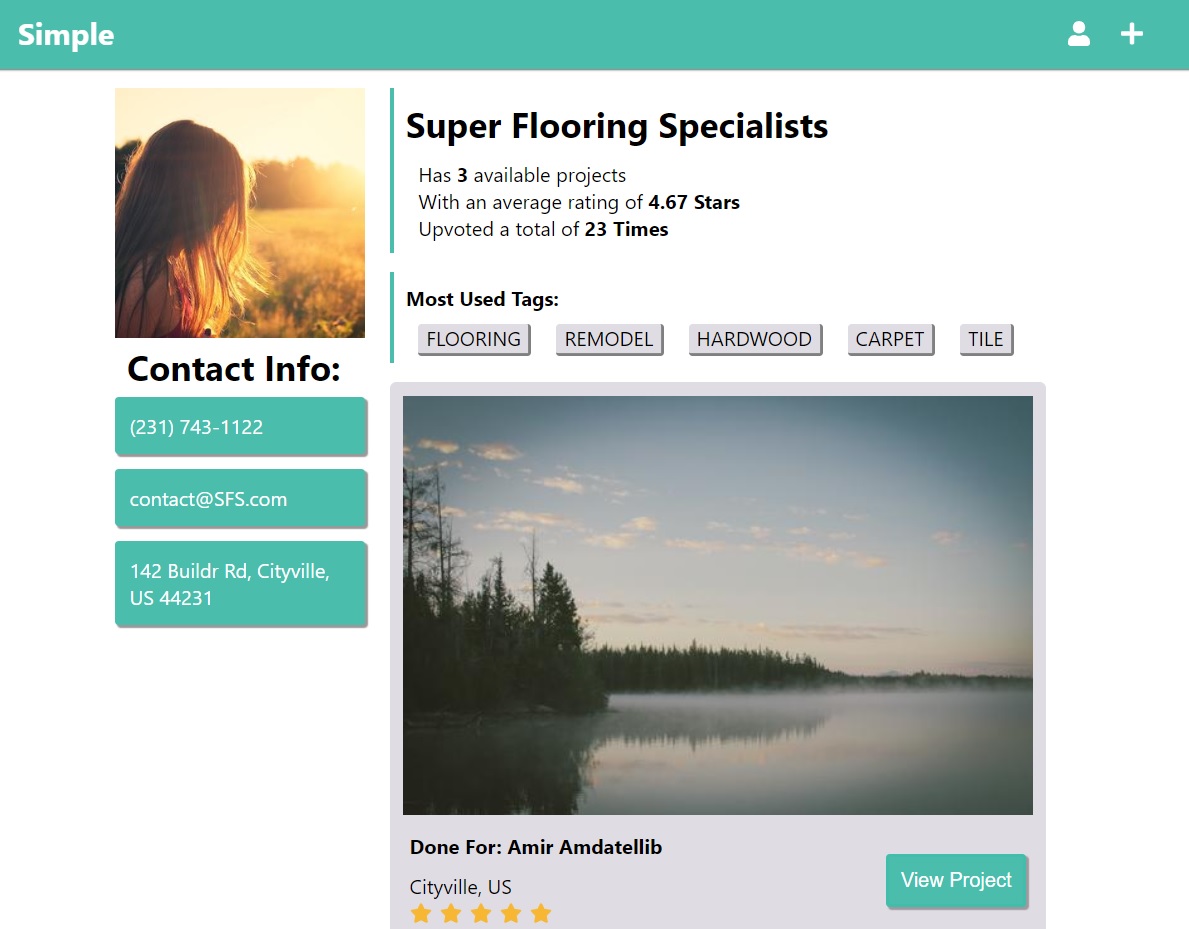 Simple
Super Flooring Specialists
Has 3 available projects
With an average rating of 4.67 Stars
Upvoted a total of 23 Times
Most Used Tags:
FLOORING REMODEL HARDWOOD CARPET TILE
Contact Info:
(231) 743-1122
contact@SFS.com
142 Buildr Rd, Cityville,
US 44231
Done For: Amir Amdatellib
Cityville, US
View Project